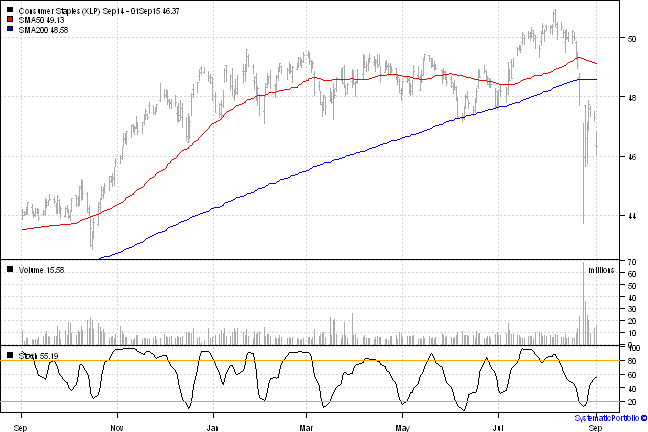 Consumer Staples (XLP) Sep14 - 01Sep15 46.37
SMA50 49.13
SMA200 48.58
50
48
46
44
Volume 15.58
millions
70
60
50
40
30
20
10
0
Stoch 55.19
100
80
60
40
20
Sep Nov Jan Mar May Jul Sep
SystematicPortfolio ©